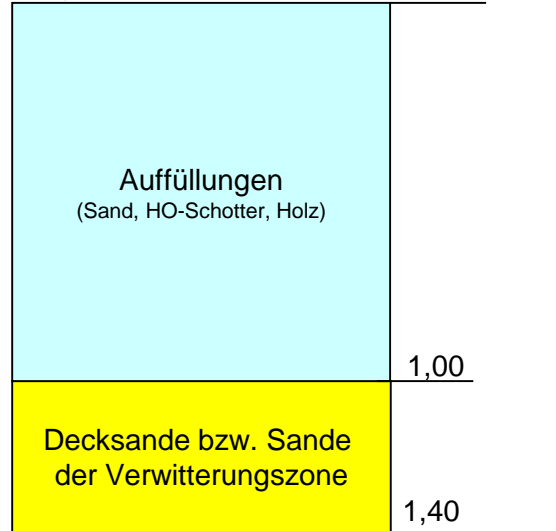 Auffüllungen
(Sand, HO-Schotter, Holz)
1,00
Decksande bzw. Sande
der Verwitterungszone
1,40